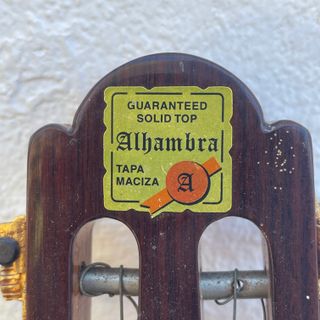 GUARANTEED
SOLID TOP
Alhambra
TAPA
MACIZA
A